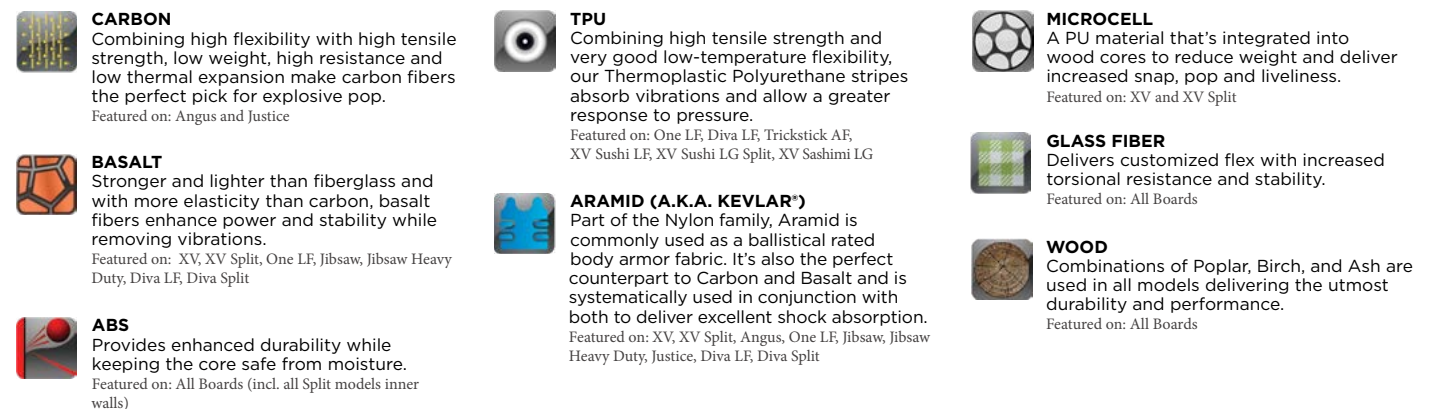 CARBON
Combining high flexibility with high tensile
strength, low weight, high resistance and
low thermal expansion make carbon fibers
the perfect pick for explosive pop.
Featured on: Angus and Justice
BASALT
Stronger and lighter than fiberglass and
with more elasticity than carbon, basalt
fibers enhance power and stability while
removing vibrations.
Featured on: XV, XV Split, One LF, Jibsaw, Jibsaw Heavy
Duty, Diva LF, Diva Split
ABS
Provides enhanced durability while
keeping the core safe from moisture.
Featured on: All Boards (incl. all Split models inner
walls)
TPU
Combining high tensile strength and
very good low-temperature flexibility,
our Thermoplastic Polyurethane stripes
absorb vibrations and allow a greater
response to pressure.
Featured on: One LF, Diva LF, Trickstick AF,
XV Sushi LF, XV Sushi LG Split, XV Sashimi LG
ARAMID (A.K.A. KEVLAR®)
Part of the Nylon family, Aramid is
commonly used as a ballistical rated
body armor fabric. It's also the perfect
counterpart to Carbon and Basalt and is
systematically used in conjunction with
both to deliver excellent shock absorption.
Featured on: XV, XV Split, Angus, One LF, Jibsaw, Jibsaw
Heavy Duty, Justice, Diva LF, Diva Split
MICROCELL
A PU material that's integrated into
wood cores to reduce weight and deliver
increased snap, pop and liveliness.
Featured on: XV and XV Split
GLASS FIBER
Delivers customized flex with increased
torsional resistance and stability.
Featured on: All Boards
WOOD
Combinations of Poplar, Birch, and Ash are
used in all models delivering the utmost
durability and performance.
Featured on: All Boards